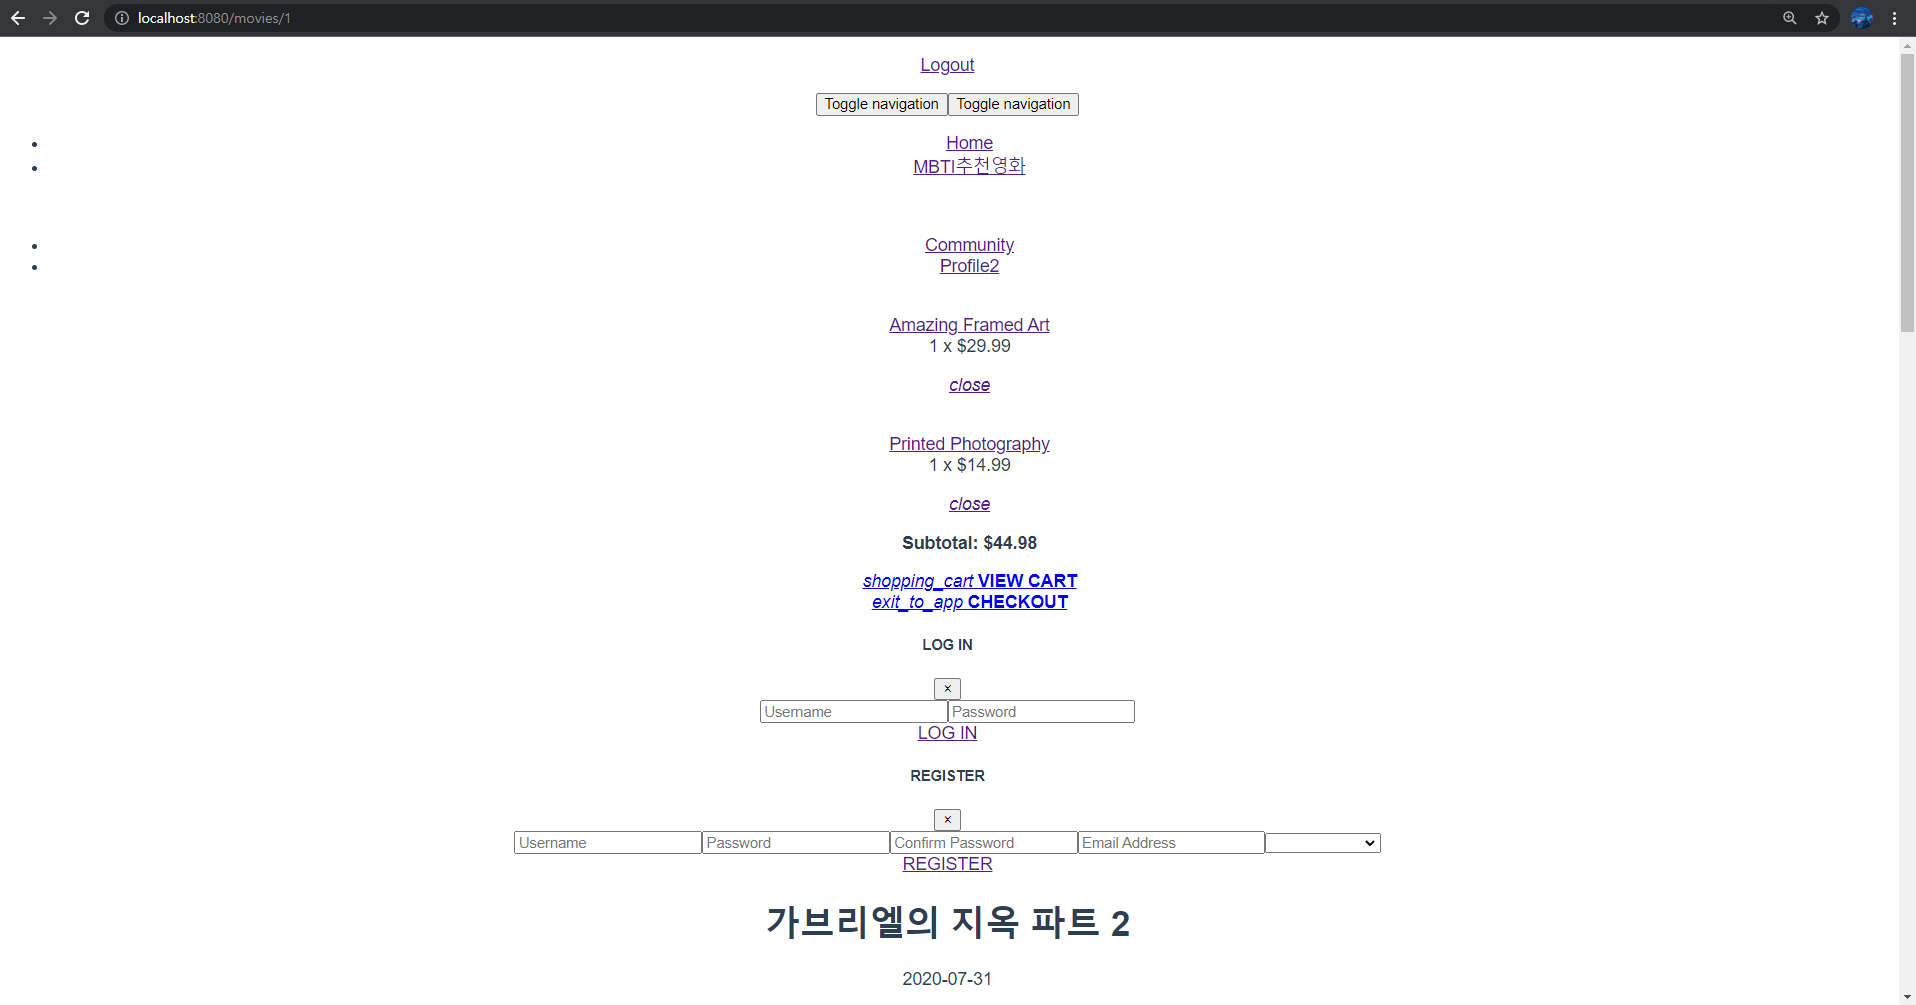 localhost:8080/movies/1
Logout
Toggle navigation Toggle navigation
Home
MBTI추천영화
Community
Profile2
Amazing Framed Art
1 x $29.99
close
Printed Photography
1 x $14.99
close
Subtotal: $44.98
shopping_cart VIEW CART
exit_to_app CHECKOUT
LOG IN
×
Username Password
LOG IN
REGISTER
×
Username Password Confirm Password Email Address
REGISTER
가브리엘의 지옥 파트 2
2020-07-31